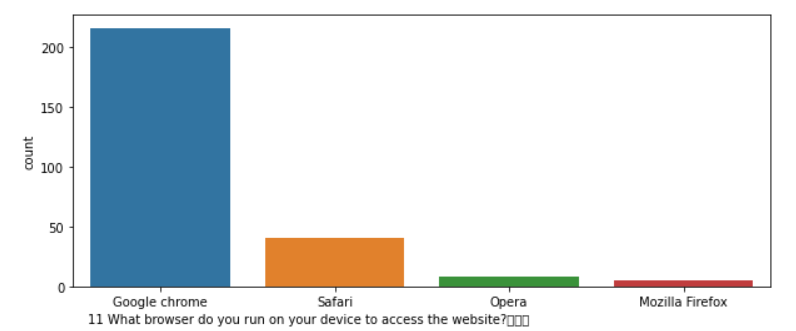 200
150
100
50
0
count
Google chrome Safari Opera Mozilla Firefox
11 What browser do you run on your device to access the website?▯▯▯